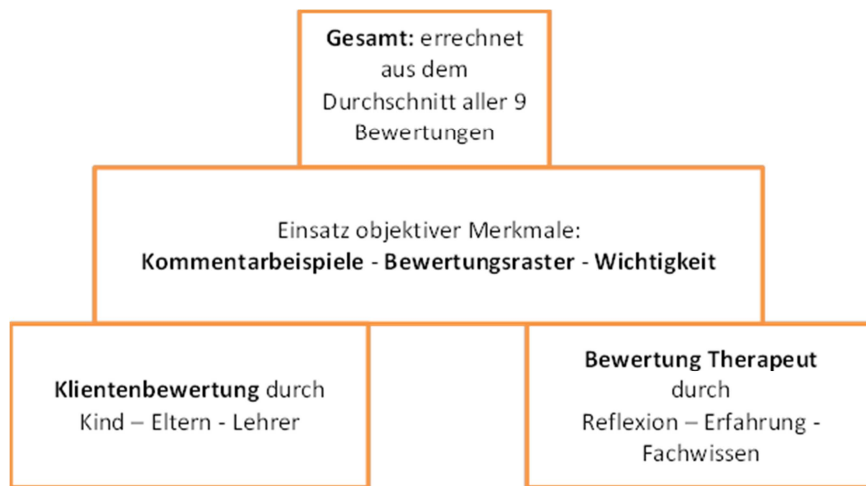 Gesamt: errechnet
aus dem
Durchschnitt aller 9
Bewertungen
Einsatz objektiver Merkmale:
Kommentarbeispiele - Bewertungsraster - Wichtigkeit
Klientenbewertung durch
Kind – Eltern - Lehrer
Bewertung Therapeut
durch
Reflexion – Erfahrung -
Fachwissen